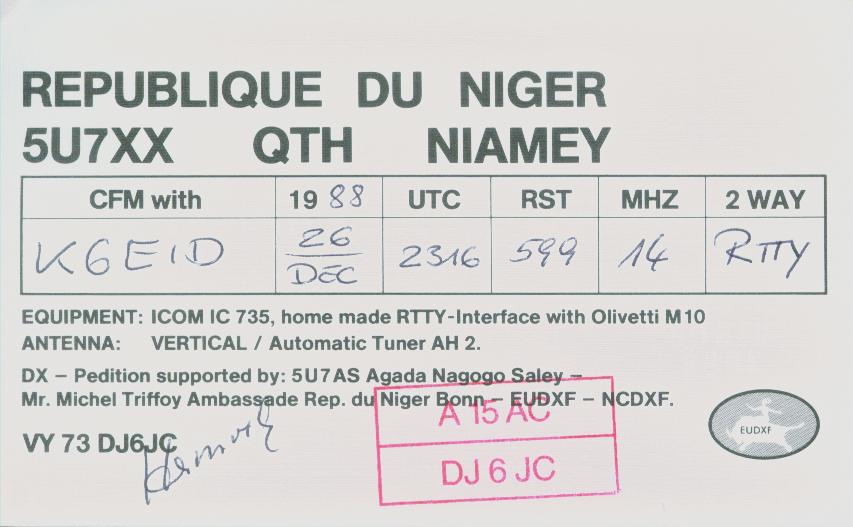 REPUBLIQUE DU NIGER
5U7XX QTH NIAMEY
CFM with 19 88 UTC RST MHZ 2 WAY
K6EID 26 DEC 2316 599 14 RTTY
EQUIPMENT: ICOM IC 735, home made RTTY-Interface with Olivetti M10
ANTENNA: VERTICAL / Automatic Tuner AH 2.
DX – Pedition supported by: 5U7AS Agada Nagogo Saley –
Mr. Michel Triffoy Ambassade Rep. du Niger Bonn – EUDXF – NCDXF.
A 15 AC
EUDXF
VY 73 DJ6JC
DJ 6 JC